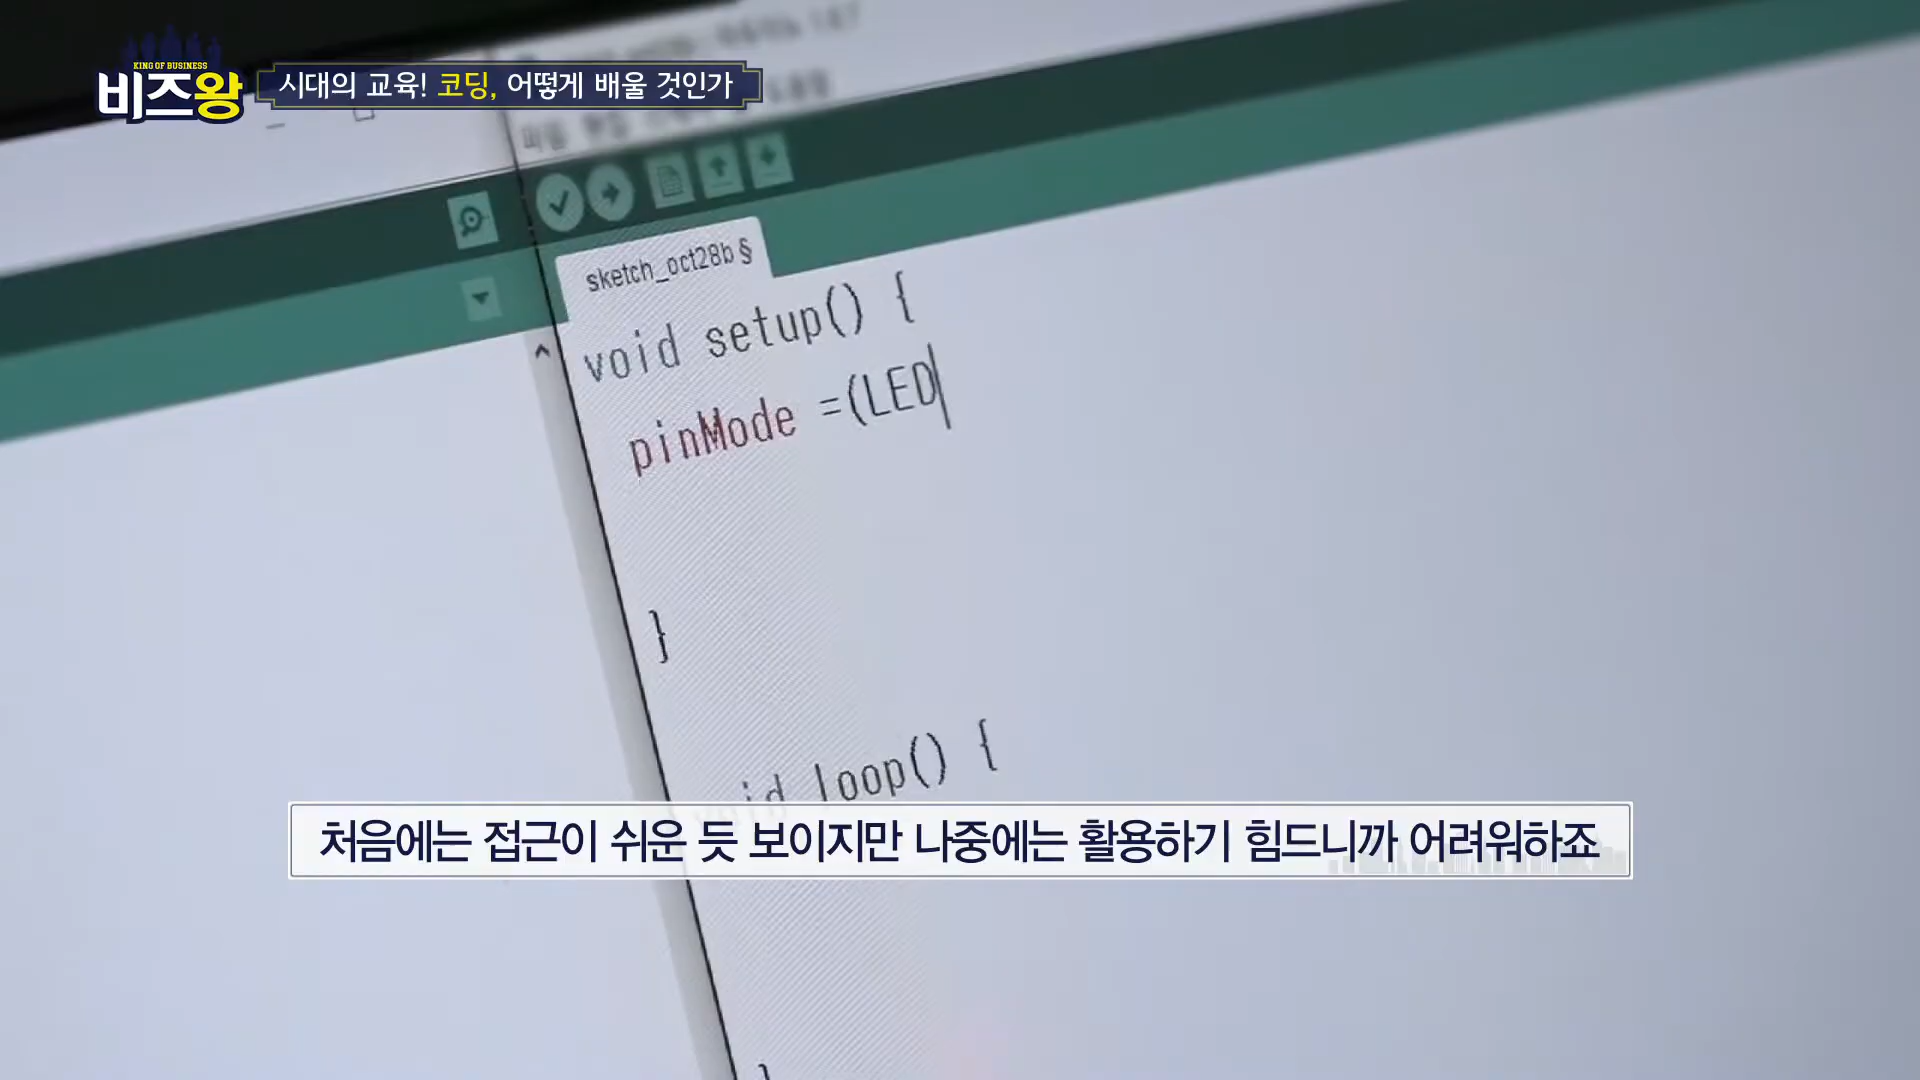 KING OF BUSINESS
비즈왕
시대의 교육! 코딩, 어떻게 배울 것인가
sketch_oct28b §
void setup() {
pinMode =(LED
}
void loop() {
처음에는 접근이 쉬운 듯 보이지만 나중에는 활용하기 힘드니까 어려워하죠
}